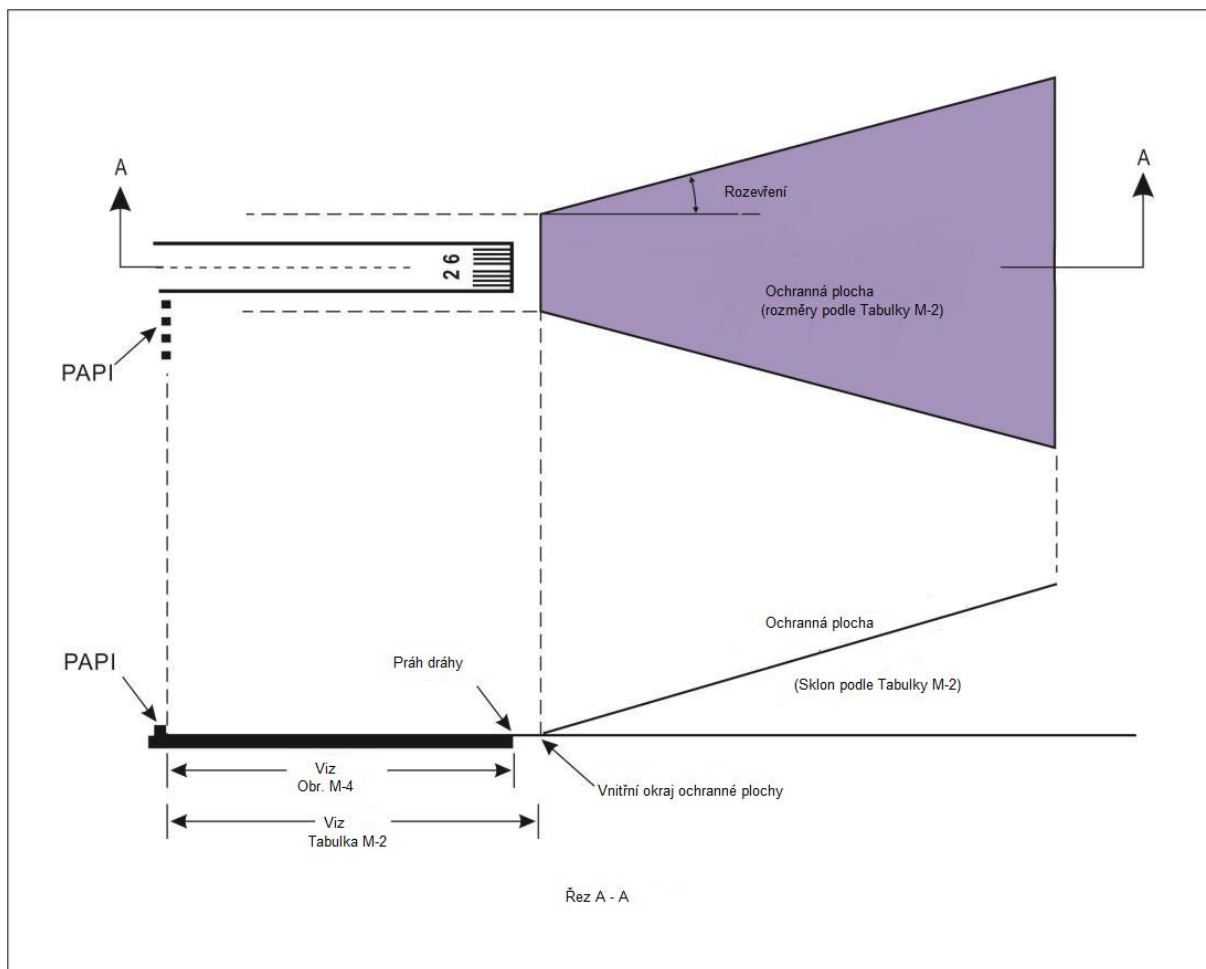 A
A
Rozevření
26
Ochranná plocha
(rozměry podle Tabulky M-2)
PAPI
Ochranná plocha
PAPI
Práh dráhy
(Sklon podle Tabulky M-2)
Viz
Obr. M-4
Vnitřní okraj ochranné plochy
Viz
Tabulka M-2
Řez A - A